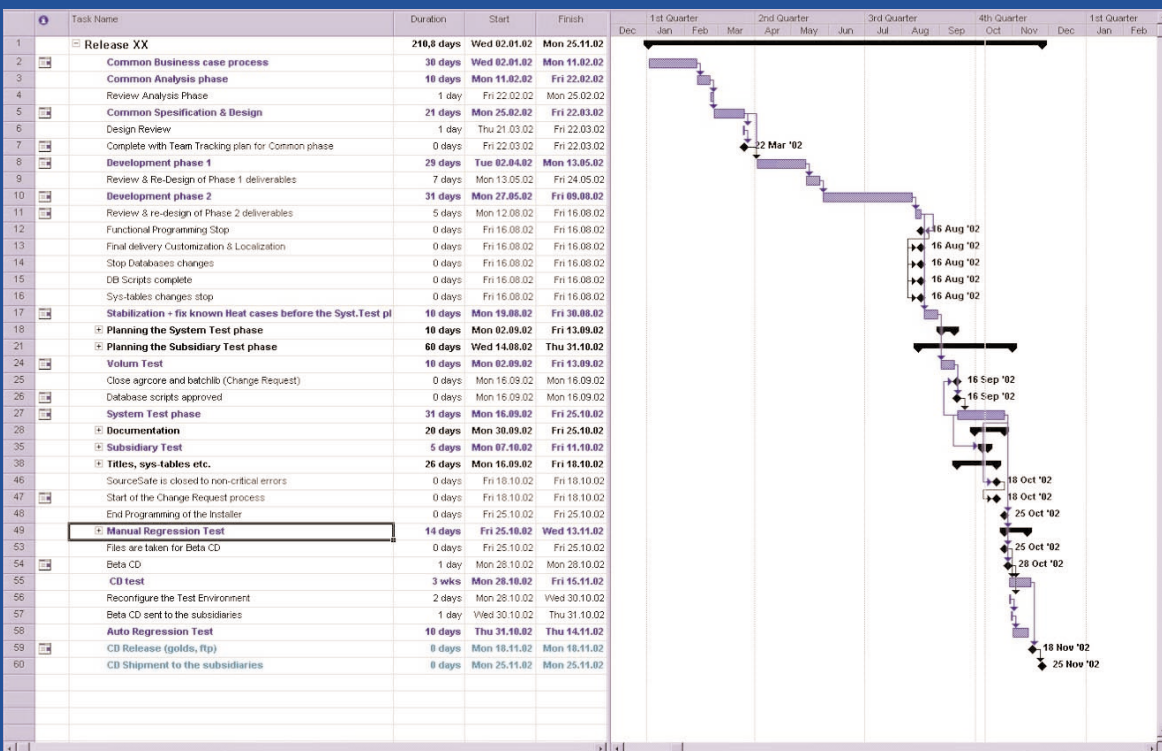 Task Name Duration Start Finish 1st Quarter 2nd Quarter 3rd Quarter 4th Quarter 1st Quarter
Dec Jan Feb Mar Apr May Jun Jul Aug Sep Oct Nov Dec Jan Feb
1 Release XX 210,8 days Wed 02.01.02 Mon 25.11.02
2 Common Business case process 30 days Wed 02.01.02 Mon 11.02.02
3 Common Analysis phase 10 days Mon 11.02.02 Fri 22.02.02
4 Review Analysis Phase 1 day Fri 22.02.02 Mon 25.02.02
5 Common Spesification & Design 21 days Mon 25.02.02 Fri 22.03.02
6 Design Review 1 day Thu 21.03.02 Fri 22.03.02
7 Complete with Team Tracking plan for Common phase 0 days Fri 22.03.02 Fri 22.03.02 22 Mar '02
8 Development phase 1 29 days Tue 02.04.02 Mon 13.05.02
9 Review & Re-Design of Phase 1 deliverables 7 days Mon 13.05.02 Fri 24.05.02
10 Development phase 2 31 days Mon 27.05.02 Fri 09.08.02
11 Review & re-design of Phase 2 deliverables 5 days Mon 12.08.02 Fri 16.08.02
12 Functional Programming Stop 0 days Fri 16.08.02 Fri 16.08.02 16 Aug '02
13 Final delivery Customization & Localization 0 days Fri 16.08.02 Fri 16.08.02 16 Aug '02
14 Stop Databases changes 0 days Fri 16.08.02 Fri 16.08.02 16 Aug '02
15 DB Scripts complete 0 days Fri 16.08.02 Fri 16.08.02 16 Aug '02
16 Sys-tables changes stop 0 days Fri 16.08.02 Fri 16.08.02 16 Aug '02
17 Stabilization + fix known Heat cases before the Syst.Test pl 10 days Mon 19.08.02 Fri 30.08.02
18 Planning the System Test phase 10 days Mon 02.09.02 Fri 13.09.02
21 Planning the Subsidiary Test phase 60 days Wed 14.08.02 Thu 31.10.02
24 Volum Test 10 days Mon 02.09.02 Fri 13.09.02
25 Close agrcore and batchlib (Change Request) 0 days Mon 16.09.02 Mon 16.09.02 16 Sep '02
26 Database scripts approved 0 days Mon 16.09.02 Mon 16.09.02 16 Sep '02
27 System Test phase 31 days Mon 16.09.02 Fri 25.10.02
28 Documentation 20 days Mon 30.09.02 Fri 25.10.02
35 Subsidiary Test 5 days Mon 07.10.02 Fri 11.10.02
38 Titles, sys-tables etc. 26 days Mon 16.09.02 Fri 18.10.02
46 SourceSafe is closed to non-critical errors 0 days Fri 18.10.02 Fri 18.10.02 18 Oct '02
47 Start of the Change Request process 0 days Fri 18.10.02 Fri 18.10.02 18 Oct '02
48 End Programming of the Installer 0 days Fri 25.10.02 Fri 25.10.02 25 Oct '02
49 Manual Regression Test 14 days Fri 25.10.02 Wed 13.11.02
53 Files are taken for Beta CD 0 days Fri 25.10.02 Fri 25.10.02 25 Oct '02
54 Beta CD 1 day Mon 28.10.02 Mon 28.10.02 28 Oct '02
55 CD test 3 wks Mon 28.10.02 Fri 15.11.02
56 Reconfigure the Test Environment 2 days Mon 28.10.02 Wed 30.10.02
57 Beta CD sent to the subsidiaries 1 day Wed 30.10.02 Thu 31.10.02
58 Auto Regression Test 10 days Thu 31.10.02 Thu 14.11.02
59 CD Release (golds, ftp) 0 days Mon 18.11.02 Mon 18.11.02 18 Nov '02
60 CD Shipment to the subsidiaries 0 days Mon 25.11.02 Mon 25.11.02 25 Nov '02